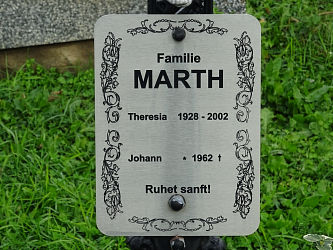 Familie
MARTH
Theresia 1928 - 2002
Johann * 1962 †
Ruhet sanft!